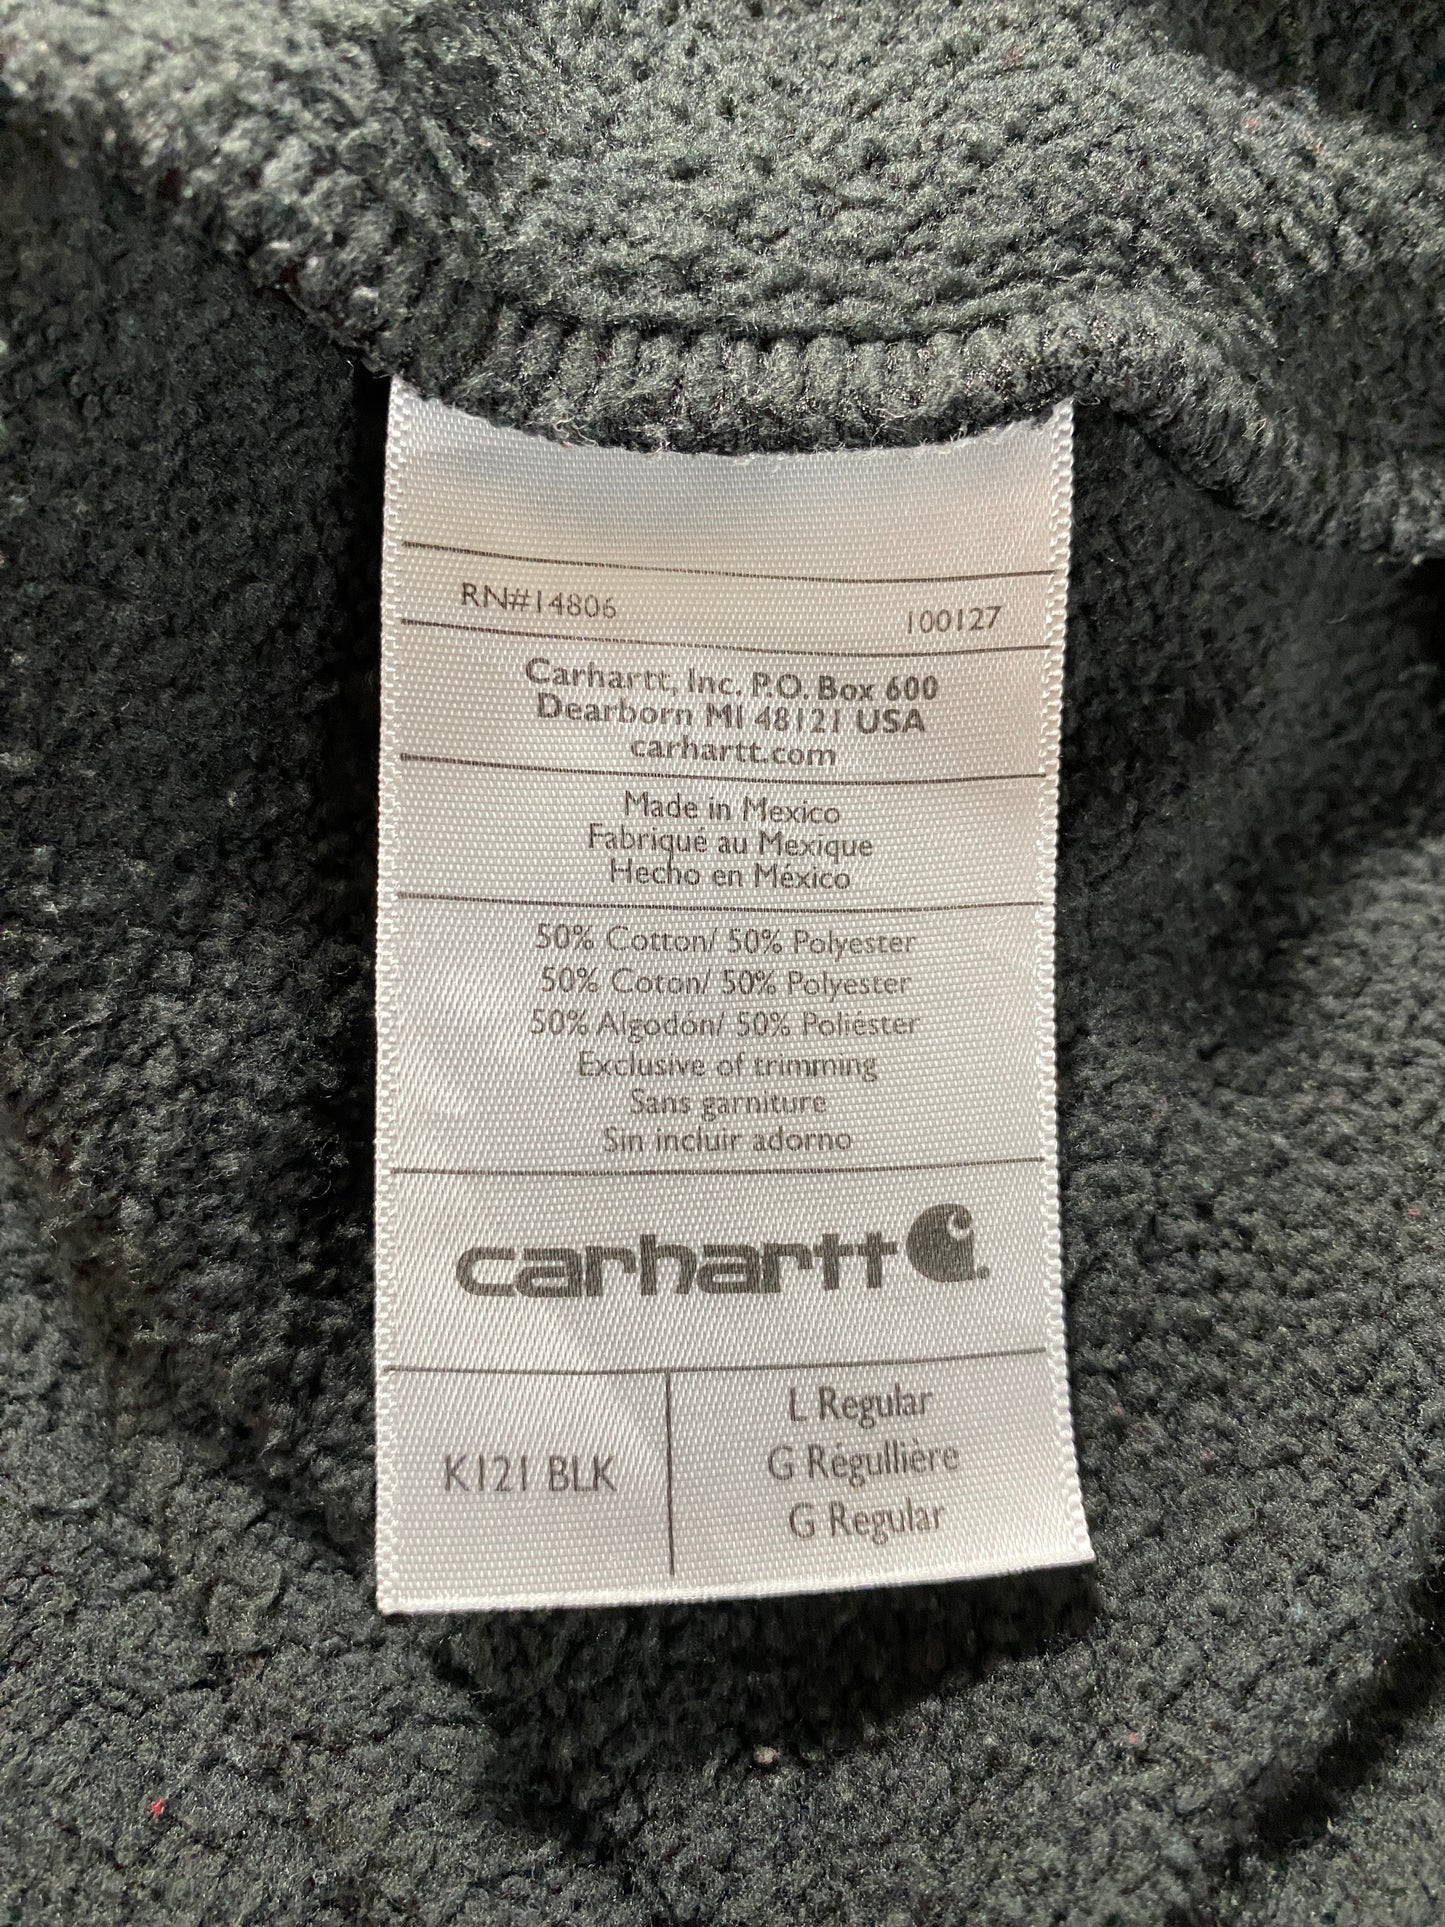 RN#14806 100127
Carhartt, Inc. P.O. Box 600
Dearborn MI 48121 USA
carhartt.com
Made in Mexico
Fabriqué au Mexique
Hecho en México
50% Cotton/ 50% Polyester
50% Coton/ 50% Polyester
50% Algodón/ 50% Poliéster
Exclusive of trimming
Sans garniture
Sin incluir adorno
carhartt
K121 BLK
L Regular
G Régullière
G Regular